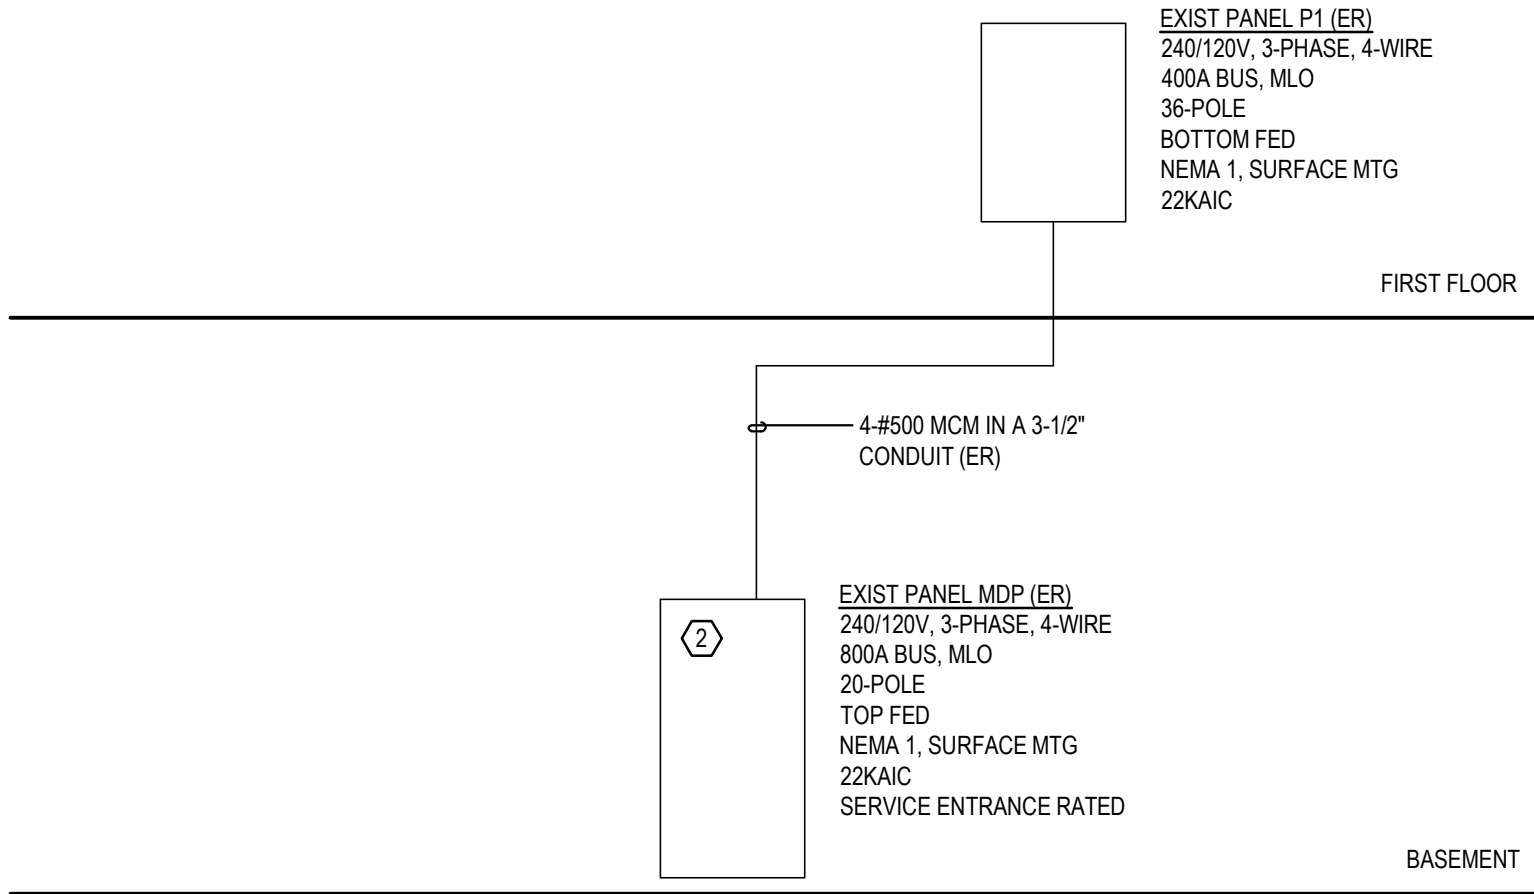 EXIST PANEL P1 (ER)
240/120V, 3-PHASE, 4-WIRE
400A BUS, MLO
36-POLE
BOTTOM FED
NEMA 1, SURFACE MTG
22KAIC
FIRST FLOOR
4-#500 MCM IN A 3-1/2"
CONDUIT (ER)
EXIST PANEL MDP (ER)
2
240/120V, 3-PHASE, 4-WIRE
800A BUS, MLO
20-POLE
TOP FED
NEMA 1, SURFACE MTG
22KAIC
SERVICE ENTRANCE RATED
BASEMENT